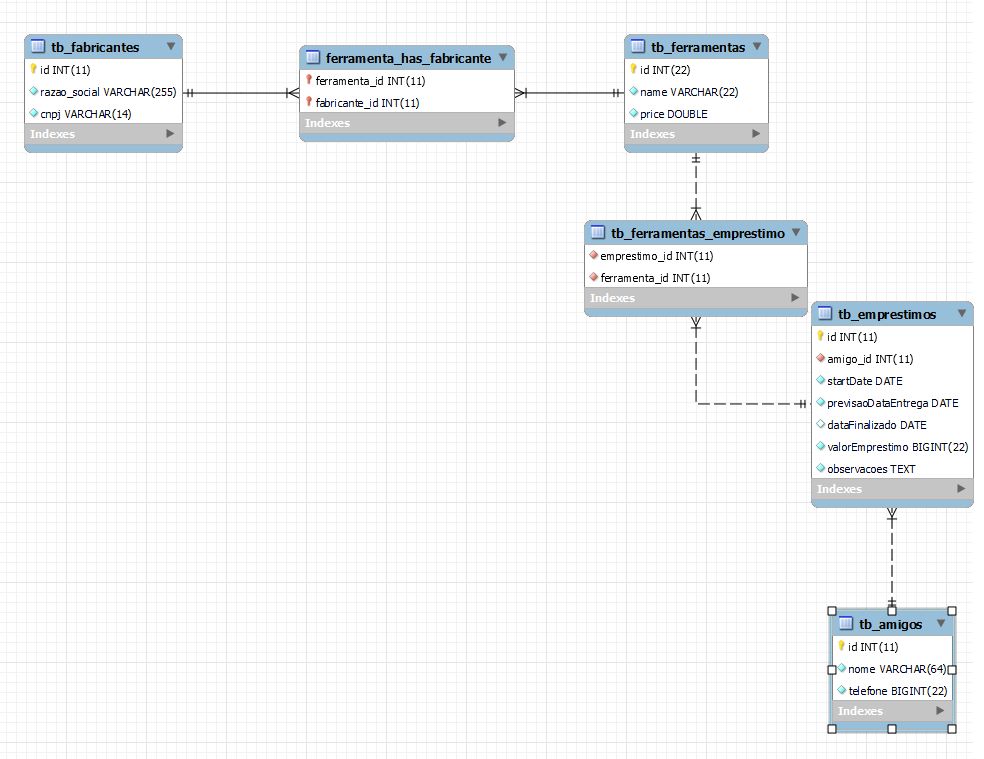 tb_fabricantes
id INT(11)
razao_social VARCHAR(255)
cnpj VARCHAR(14)
Indexes
ferramenta_has_fabricante
ferramenta_id INT(11)
fabricante_id INT(11)
Indexes
tb_ferramentas
id INT(22)
name VARCHAR(22)
price DOUBLE
Indexes
tb_ferramentas_emprestimo
emprestimo_id INT(11)
ferramenta_id INT(11)
Indexes
tb_emprestimos
id INT(11)
amigo_id INT(11)
startDate DATE
previsaoDataEntrega DATE
dataFinalizado DATE
valorEmprestimo BIGINT(22)
observacoes TEXT
Indexes
tb_amigos
id INT(11)
nome VARCHAR(64)
telefone BIGINT(22)
Indexes